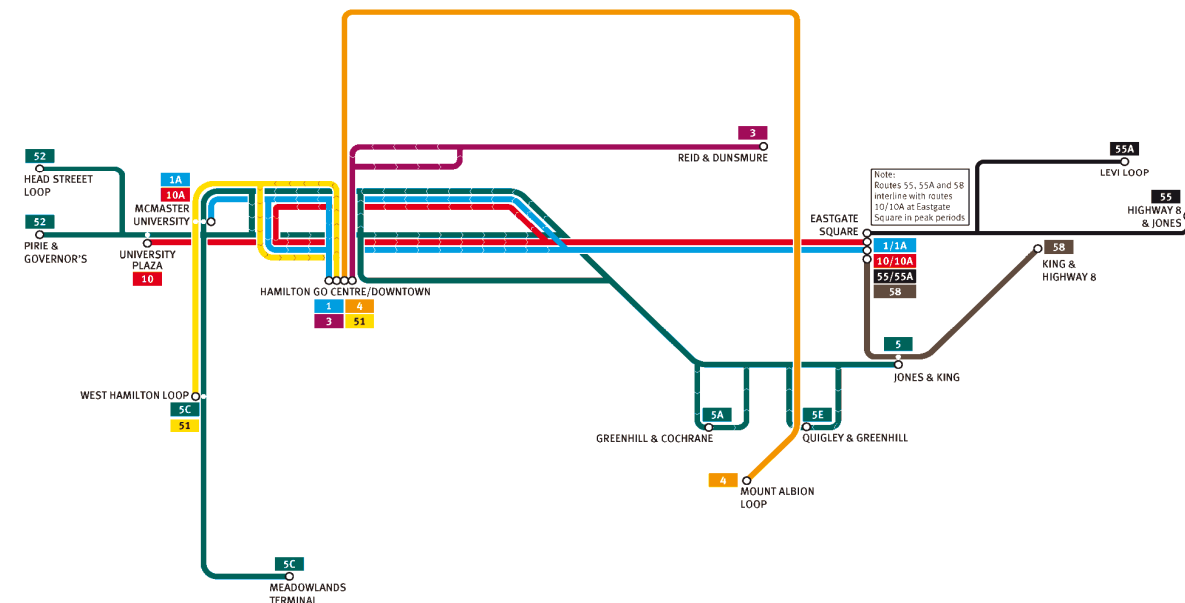 3
REID & DUNSMURE
52
HEAD STREEET
LOOP
1A
10A
MCMASTER
UNIVERSITY
52
PIRIE &
GOVERNOR'S
UNIVERSITY
PLAZA
10
HAMILTON GO CENTRE/DOWNTOWN
1
4
3
51
55A
LEVI LOOP
Note:
Routes 55, 55A and 58
interline with routes
10/10A at Eastgate
Square in peak periods
55
HIGHWAY 8
& JONES
EASTGATE
SQUARE
1/1A
10/10A
55/55A
58
58
KING &
HIGHWAY 8
5
JONES & KING
WEST HAMILTON LOOP
5C
51
5A
GREENHILL & COCHRANE
5E
QUIGLEY & GREENHILL
4
MOUNT ALBION
LOOP
5C
MEADOWLANDS
TERMINAL